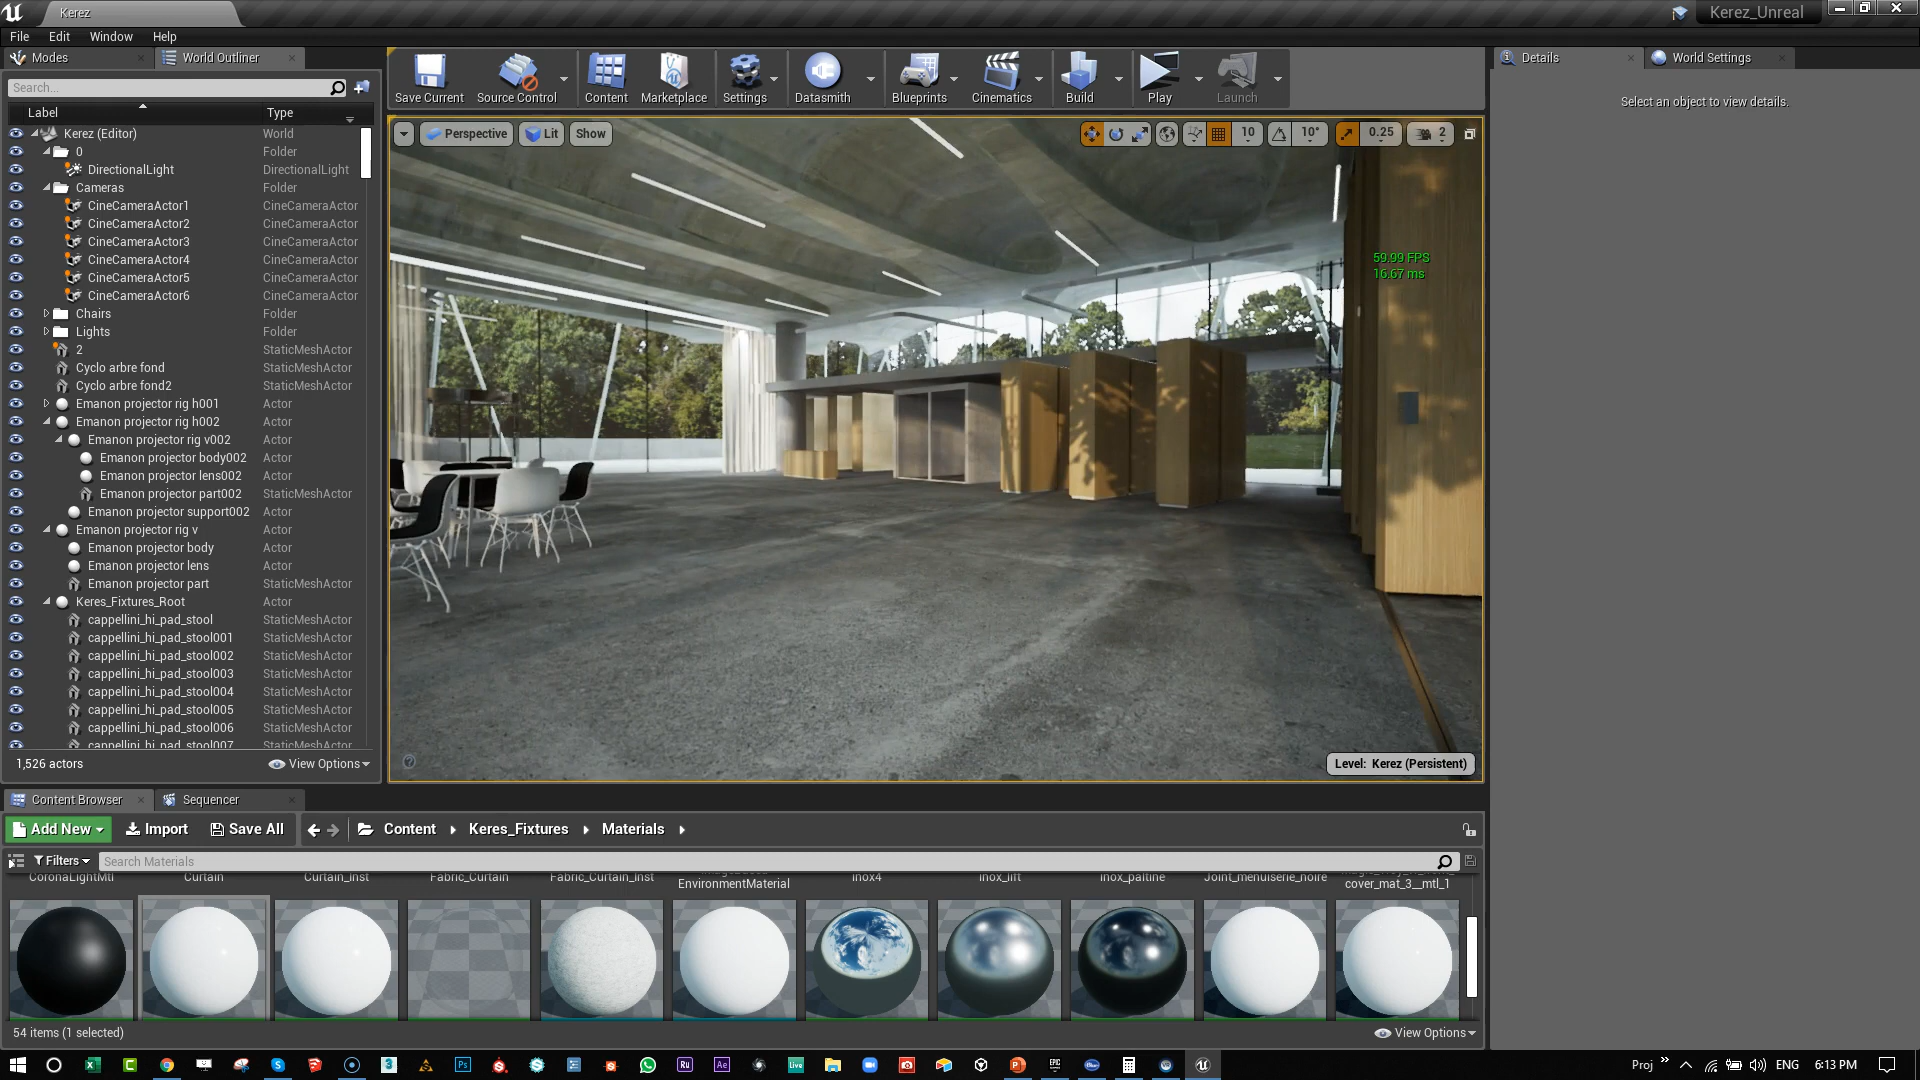 Kerez
Kerez_Unreal
File Edit Window Help
Modes
World Outliner
Search...
Label Type
Kerez (Editor) World
0 Folder
DirectionalLight DirectionalLight
Cameras Folder
CineCameraActor1 CineCameraActor
CineCameraActor2 CineCameraActor
CineCameraActor3 CineCameraActor
CineCameraActor4 CineCameraActor
CineCameraActor5 CineCameraActor
CineCameraActor6 CineCameraActor
Chairs Folder
Lights Folder
2 StaticMeshActor
Cyclo arbre fond StaticMeshActor
Cyclo arbre fond2 StaticMeshActor
Emanon projector rig h001 Actor
Emanon projector rig h002 Actor
Emanon projector rig v002 Actor
Emanon projector body002 Actor
Emanon projector lens002 Actor
Emanon projector part002 StaticMeshActor
Emanon projector support002 Actor
Emanon projector rig v Actor
Emanon projector body Actor
Emanon projector lens Actor
Emanon projector part StaticMeshActor
Keres_Fixtures_Root Actor
cappellini_hi_pad_stool StaticMeshActor
cappellini_hi_pad_stool001 StaticMeshActor
cappellini_hi_pad_stool002 StaticMeshActor
cappellini_hi_pad_stool003 StaticMeshActor
cappellini_hi_pad_stool004 StaticMeshActor
cappellini_hi_pad_stool005 StaticMeshActor
cappellini_hi_pad_stool006 StaticMeshActor
cappellini_hi_pad_stool007 StaticMeshActor
1,526 actors View Options
Save Current Source Control Content Marketplace Settings Datasmith Blueprints Cinematics Build Play Launch
Perspective Lit Show 10 10° 0.25 2
59.99 FPS
16.67 ms
Level: Kerez (Persistent)
Details
World Settings
Select an object to view details.
Content Browser
Sequencer
Add New Import Save All Content Keres_Fixtures Materials
Filters Search Materials
CoronaLightMtl Curtain Curtain_Inst Fabric_Curtain Fabric_Curtain_Inst EnvironmentMaterial Inox4 Inox_lift Inox_paltine Joint_menuiserie_noire cover_mat_3__mtl_1
54 items (1 selected) View Options
Proj ENG 6:13 PM
Ps Ru Ae live EPIC